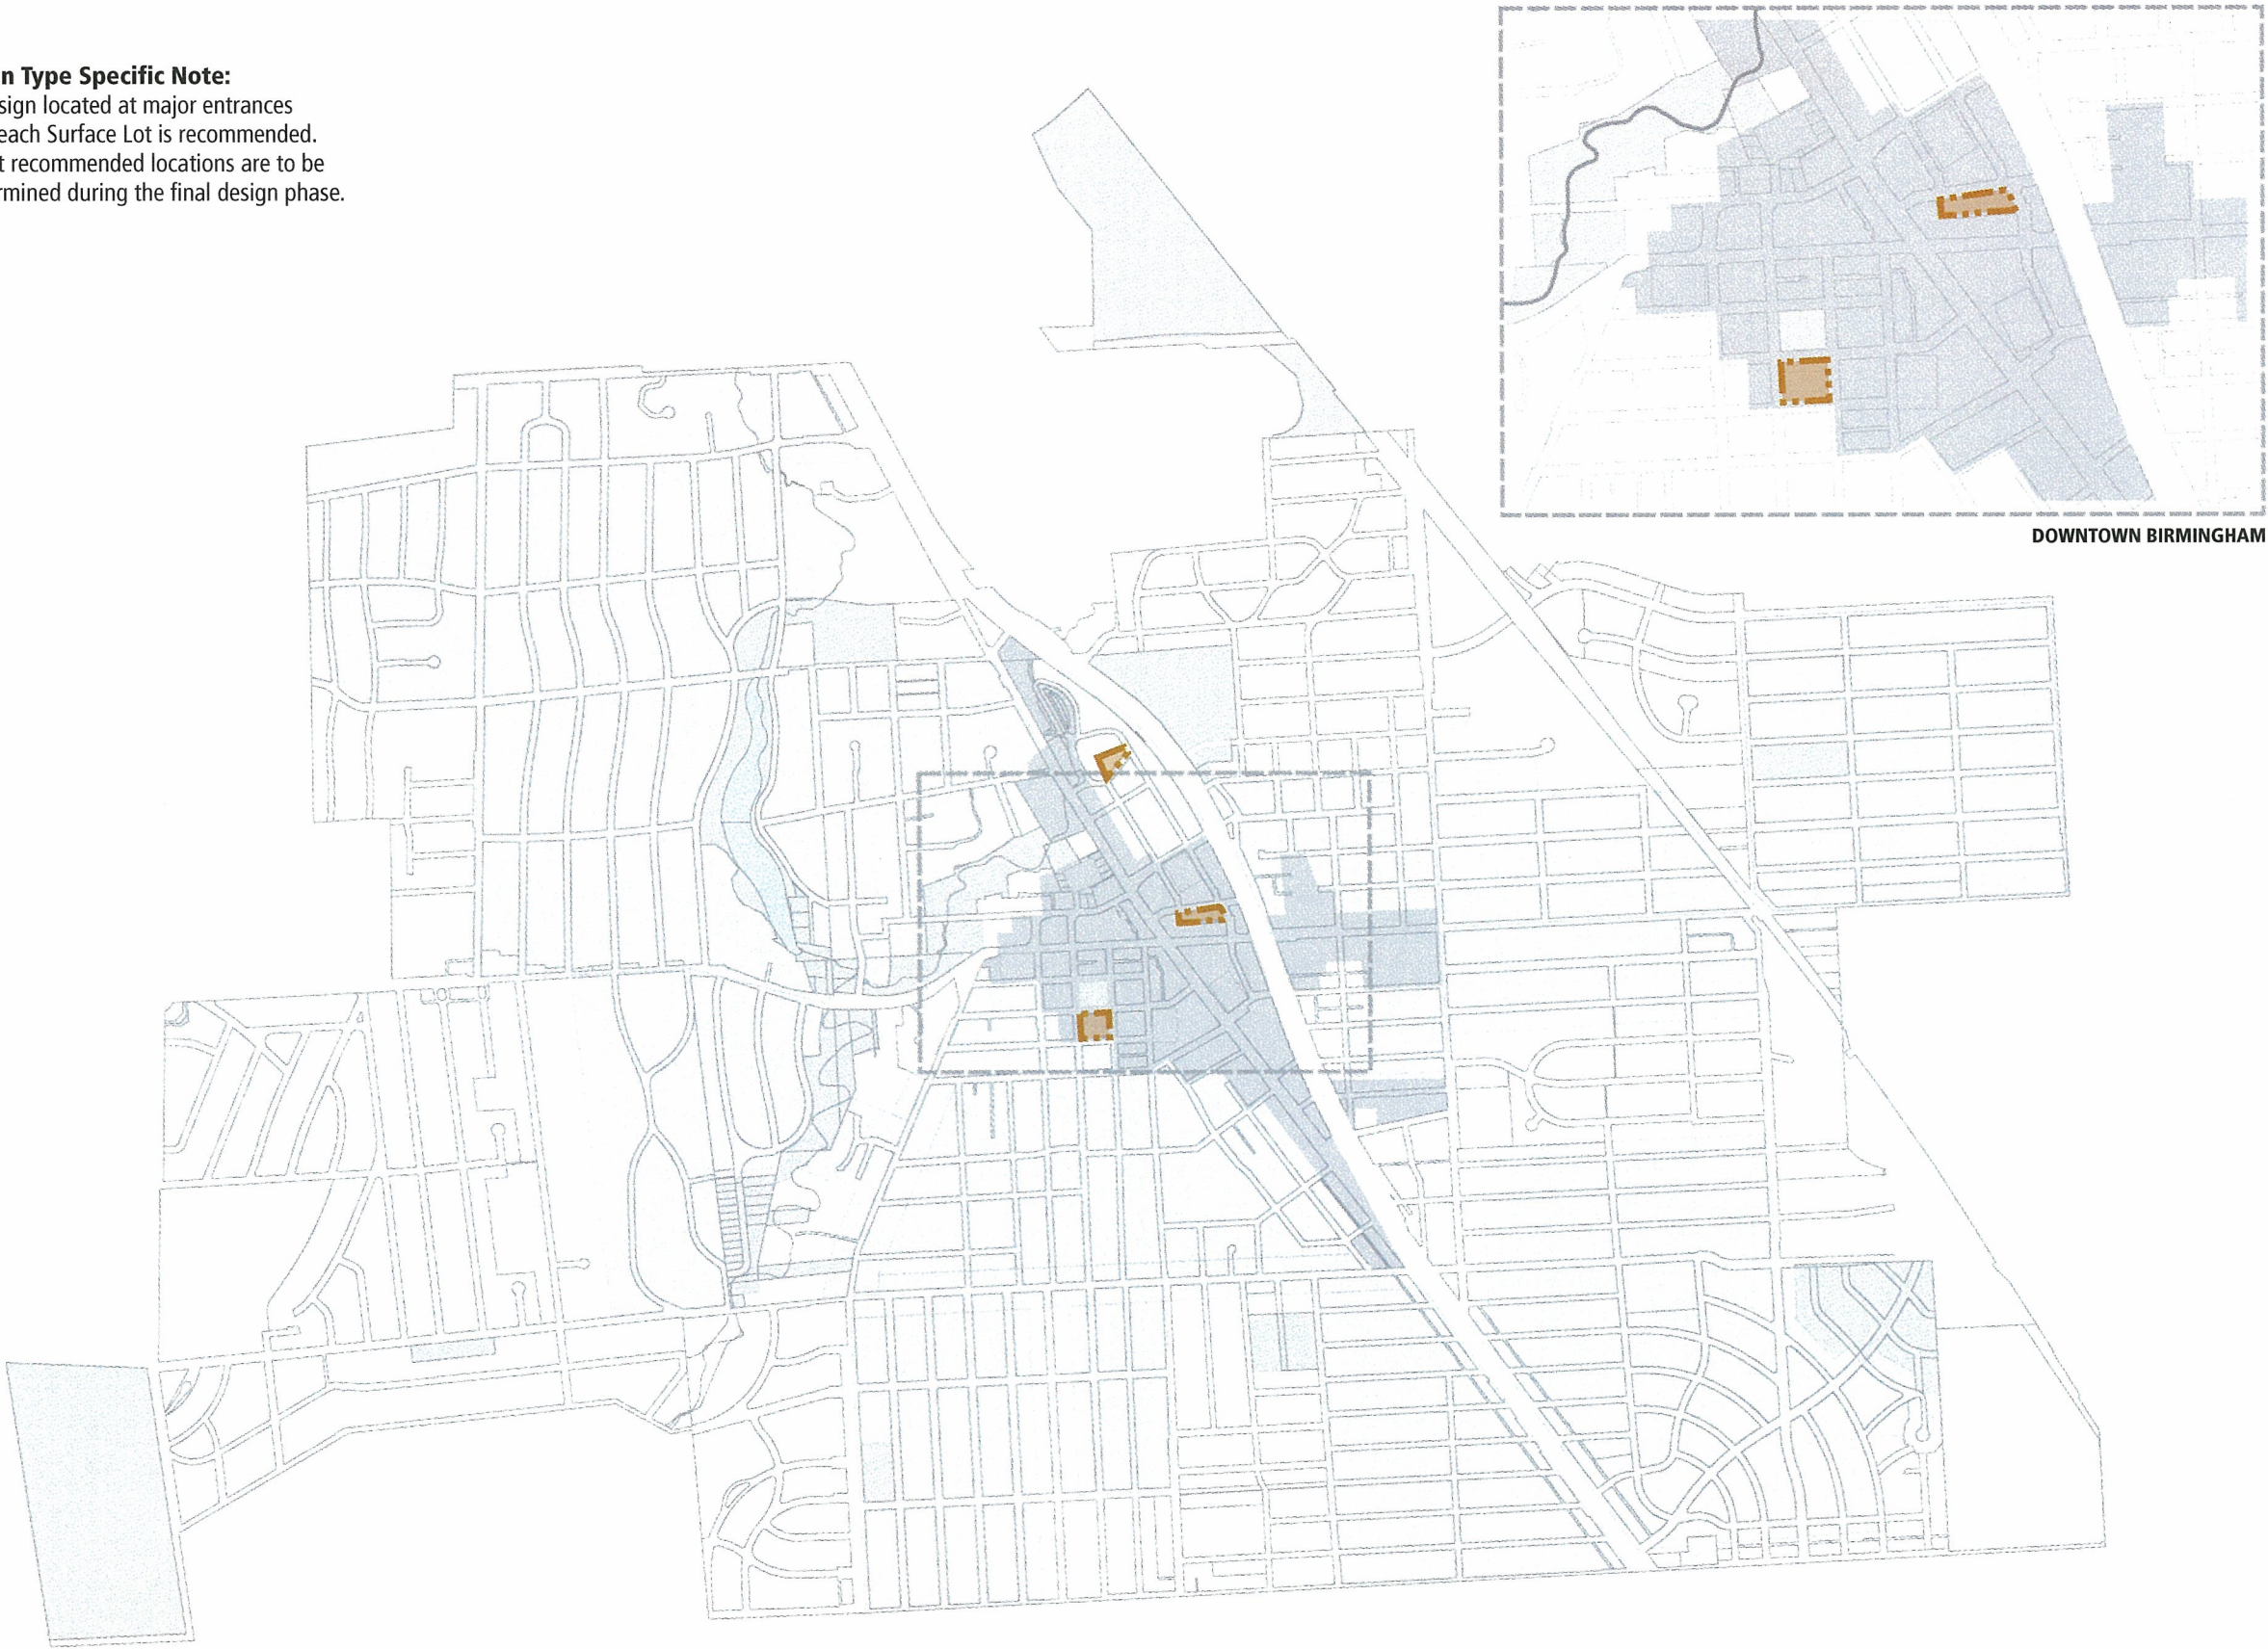 n Type Specific Note:
sign located at major entrances
each Surface Lot is recommended.
t recommended locations are to be
rmined during the final design phase.
DOWNTOWN BIRMINGHAM